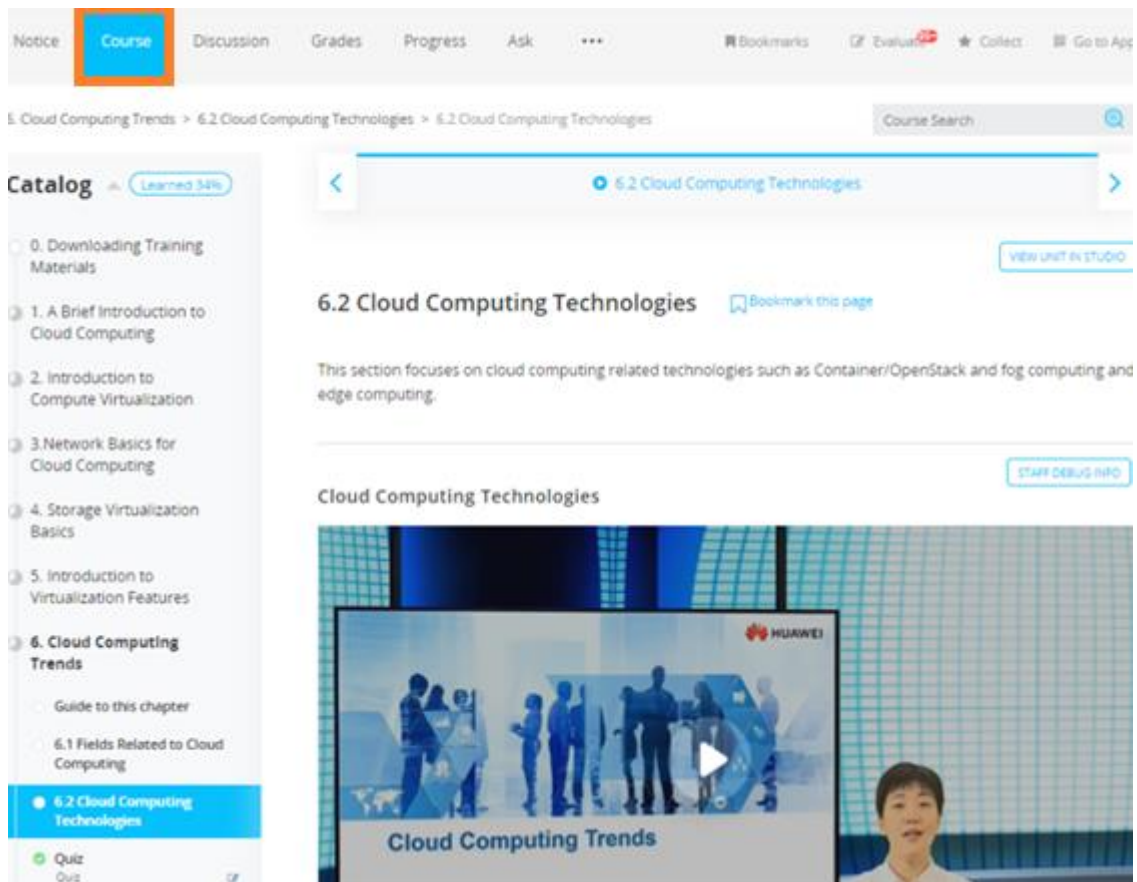 Notice Course Discussion Grades Progress Ask ••• Bookmarks Evaluate Collect Go to App
6. Cloud Computing Trends > 6.2 Cloud Computing Technologies > 6.2 Cloud Computing Technologies
Course Search
Catalog Learned 34%
6.2 Cloud Computing Technologies
0. Downloading Training
Materials
1. A Brief Introduction to
Cloud Computing
2. Introduction to
Compute Virtualization
3.Network Basics for
Cloud Computing
4. Storage Virtualization
Basics
5. Introduction to
Virtualization Features
6. Cloud Computing
Trends
Guide to this chapter
6.1 Fields Related to Cloud
Computing
6.2 Cloud Computing
Technologies
Quiz
Quiz
VIEW UNIT IN STUDIO
6.2 Cloud Computing Technologies Bookmark this page
This section focuses on cloud computing related technologies such as Container/OpenStack and fog computing and
edge computing.
STAFF DEBUG INFO
Cloud Computing Technologies
HUAWEI
Cloud Computing Trends